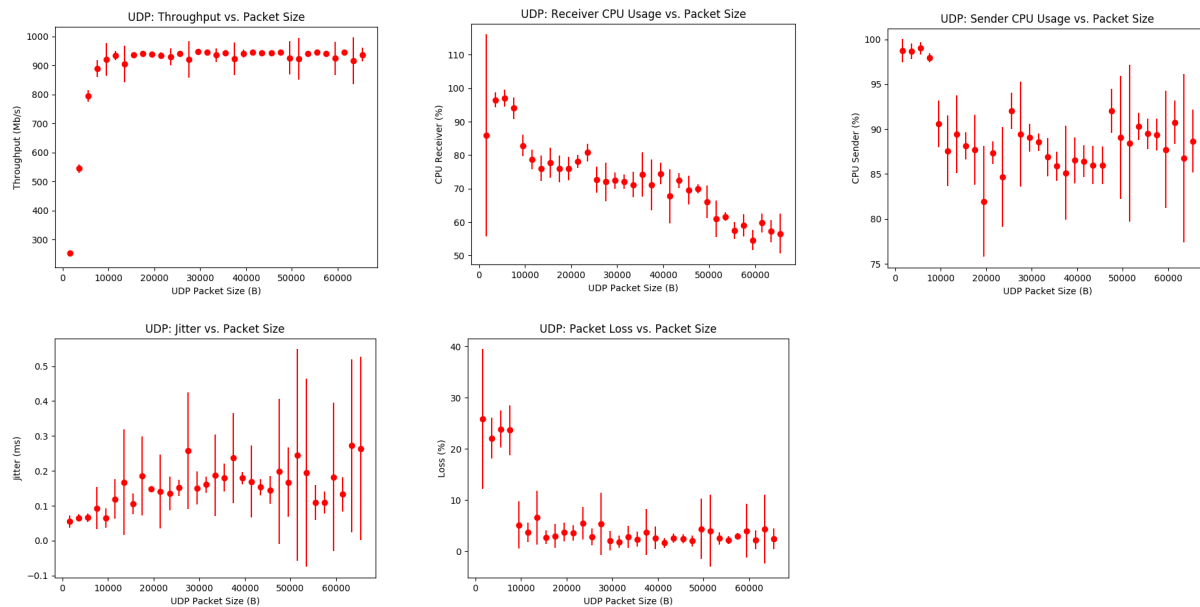 UDP: Throughput vs. Packet Size
Throughput (Mb/s)
1000
900
800
700
600
500
400
300
0 10000 20000 30000 40000 50000 60000
UDP Packet Size (B)
UDP: Receiver CPU Usage vs. Packet Size
CPU Receiver (%)
110
100
90
80
70
60
50
0 10000 20000 30000 40000 50000 60000
UDP Packet Size (B)
UDP: Sender CPU Usage vs. Packet Size
CPU Sender (%)
100
95
90
85
80
75
0 10000 20000 30000 40000 50000 60000
UDP Packet Size (B)
UDP: Jitter vs. Packet Size
Jitter (ms)
0.5
0.4
0.3
0.2
0.1
0.0
−0.1
0 10000 20000 30000 40000 50000 60000
UDP Packet Size (B)
UDP: Packet Loss vs. Packet Size
Loss (%)
40
30
20
10
0
0 10000 20000 30000 40000 50000 60000
UDP Packet Size (B)